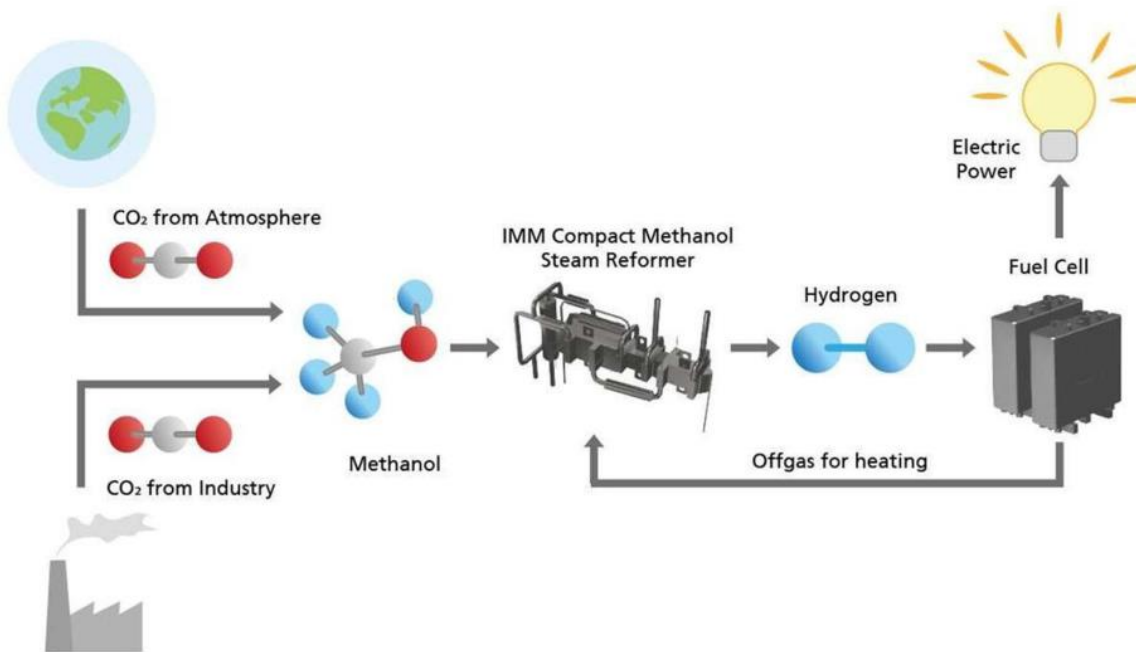 CO₂ from Atmosphere
CO₂ from Industry
Methanol
IMM Compact Methanol
Steam Reformer
Hydrogen
Fuel Cell
Electric
Power
Offgas for heating